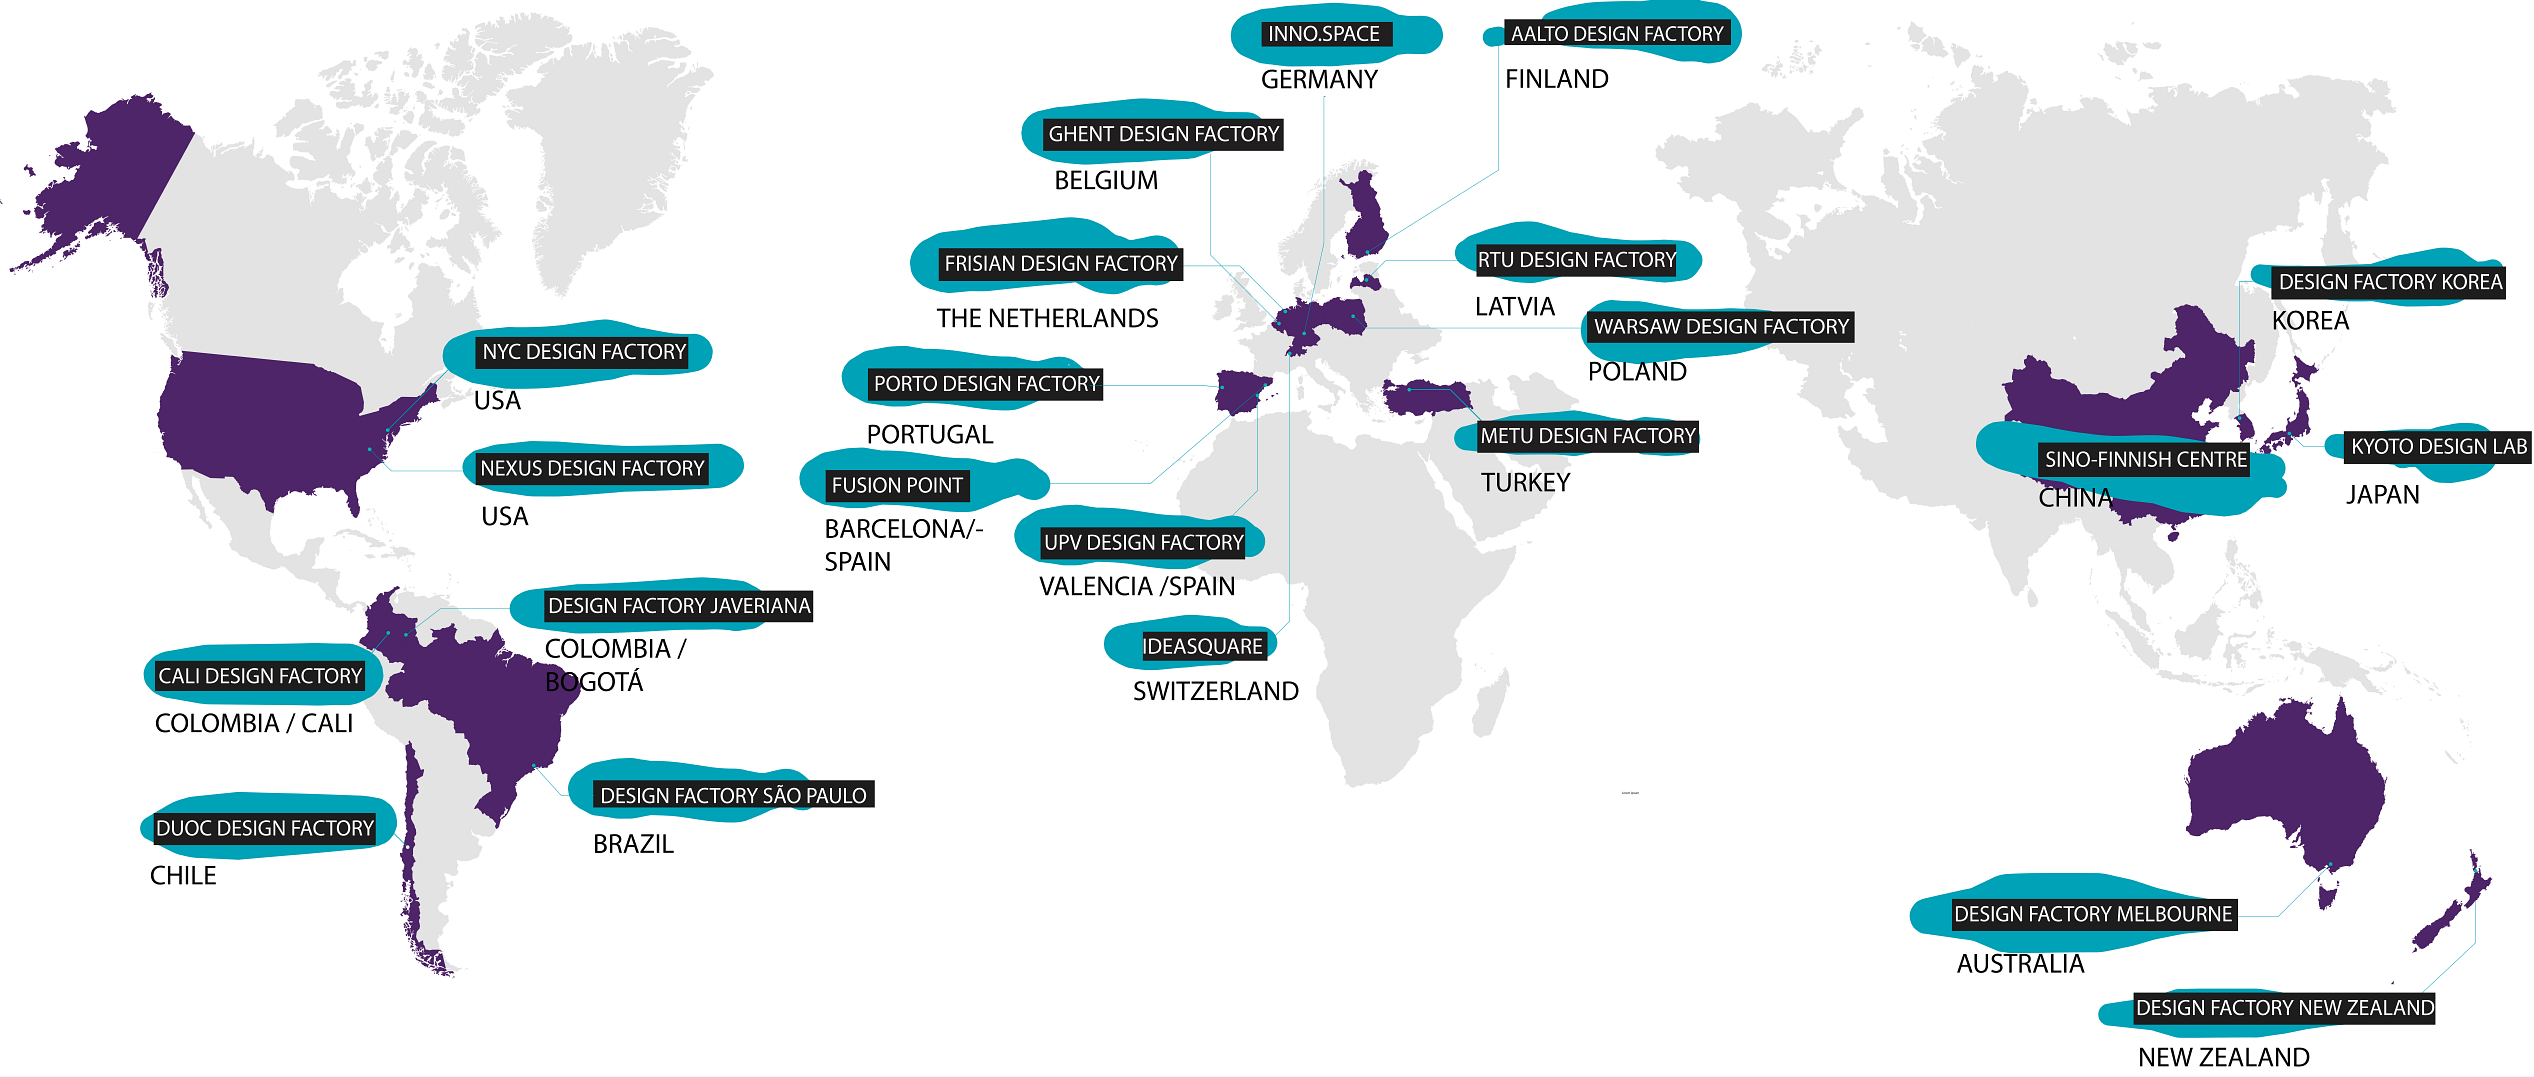 INNO.SPACE
GERMANY
AALTO DESIGN FACTORY
FINLAND
GHENT DESIGN FACTORY
BELGIUM
FRISIAN DESIGN FACTORY
THE NETHERLANDS
RTU DESIGN FACTORY
LATVIA
DESIGN FACTORY KOREA
KOREA
WARSAW DESIGN FACTORY
POLAND
NYC DESIGN FACTORY
USA
PORTO DESIGN FACTORY
PORTUGAL
METU DESIGN FACTORY
TURKEY
KYOTO DESIGN LAB
JAPAN
SINO-FINNISH CENTRE
CHINA
NEXUS DESIGN FACTORY
USA
FUSION POINT
BARCELONA/-
SPAIN
UPV DESIGN FACTORY
VALENCIA /SPAIN
DESIGN FACTORY JAVERIANA
COLOMBIA /
BOGOTÁ
IDEASQUARE
SWITZERLAND
CALI DESIGN FACTORY
COLOMBIA / CALI
DESIGN FACTORY SÃO PAULO
BRAZIL
DUOC DESIGN FACTORY
CHILE
DESIGN FACTORY MELBOURNE
AUSTRALIA
DESIGN FACTORY NEW ZEALAND
NEW ZEALAND